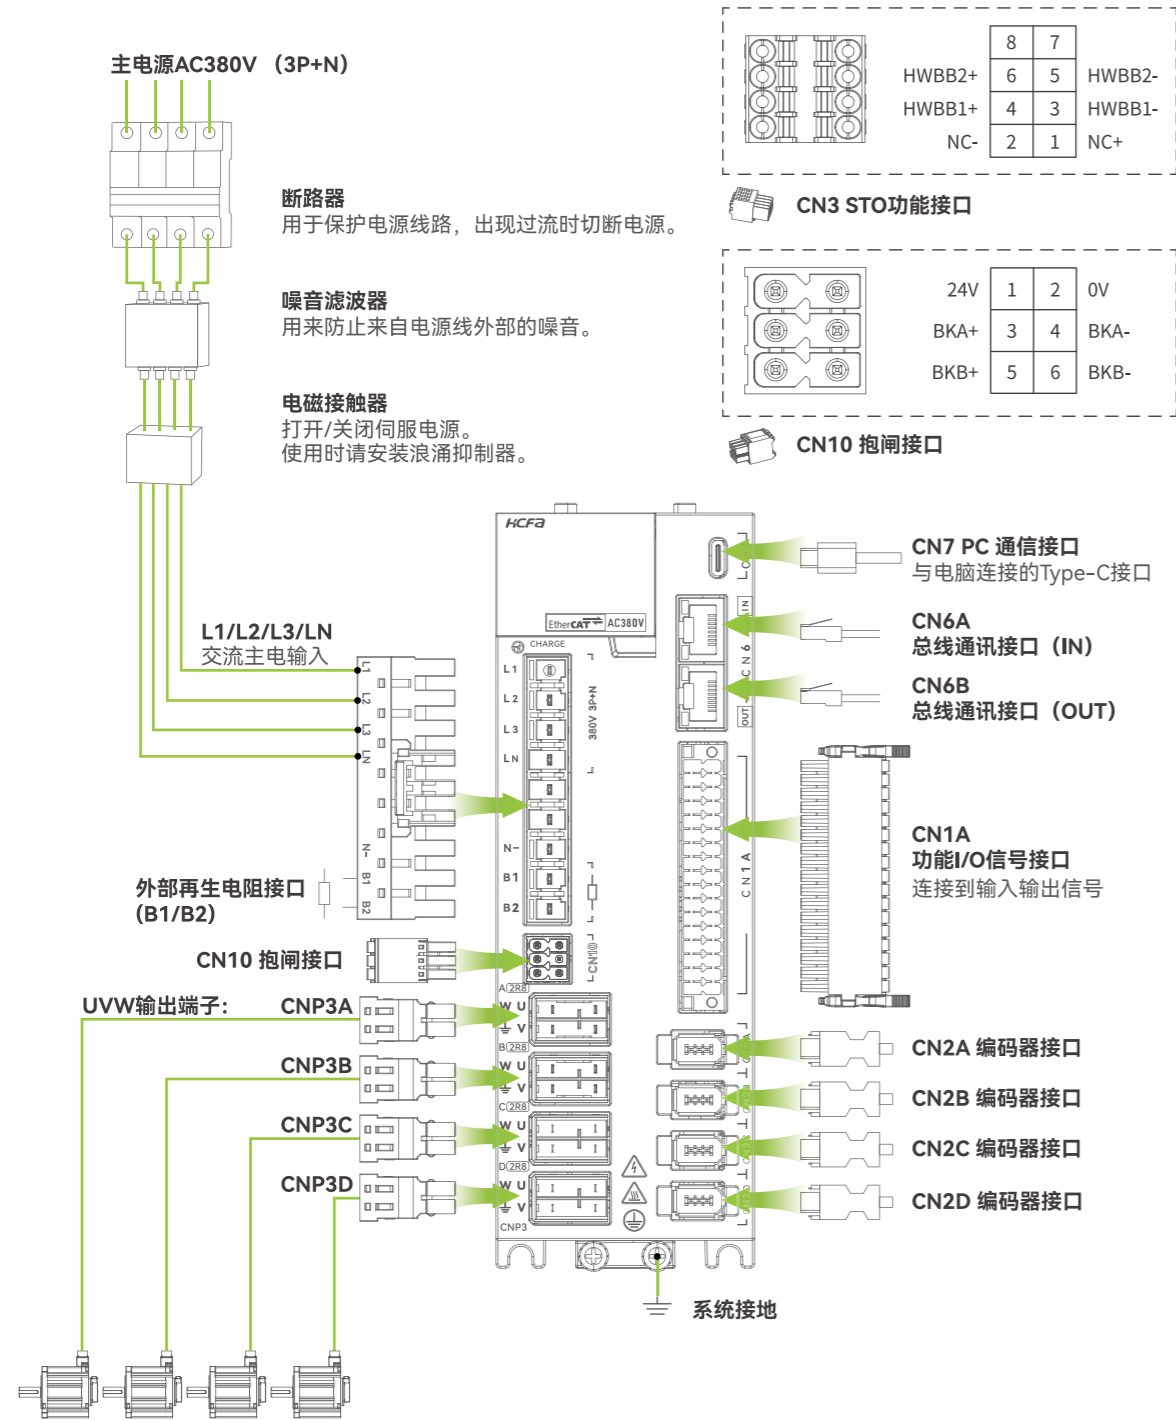 主电源AC380V （3P+N）
断路器
用于保护电源线路，出现过流时切断电源。
噪音滤波器
用来防止来自电源线外部的噪音。
电磁接触器
打开/关闭伺服电源。
使用时请安装浪涌抑制器。
8 7
HWBB2+ 6 5 HWBB2-
HWBB1+ 4 3 HWBB1-
NC- 2 1 NC+
CN3 STO功能接口
24V 1 2 0V
BKA+ 3 4 BKA-
BKB+ 5 6 BKB-
CN10 抱闸接口
HCFa
EtherCAT AC380V
CHARGE
L1
L2
L3
LN
N-
B1
B2
380V 3P+N
CN10
IN
CN6
OUT
CN1A
L1/L2/L3/LN
交流主电输入
L1
L2
L3
LN
N-
B1
B2
外部再生电阻接口
(B1/B2)
CN10 抱闸接口
UVW输出端子：
CNP3A
CNP3B
CNP3C
CNP3D
A 2R8
W U
V
B 2R8
W U
V
C 2R8
W U
V
D 2R8
W U
V
CNP3
CN7 PC 通信接口
与电脑连接的Type-C接口
CN6A
总线通讯接口（IN）
CN6B
总线通讯接口（OUT）
CN1A
功能I/O信号接口
连接到输入输出信号
CN2A 编码器接口
CN2B 编码器接口
CN2C 编码器接口
CN2D 编码器接口
系统接地